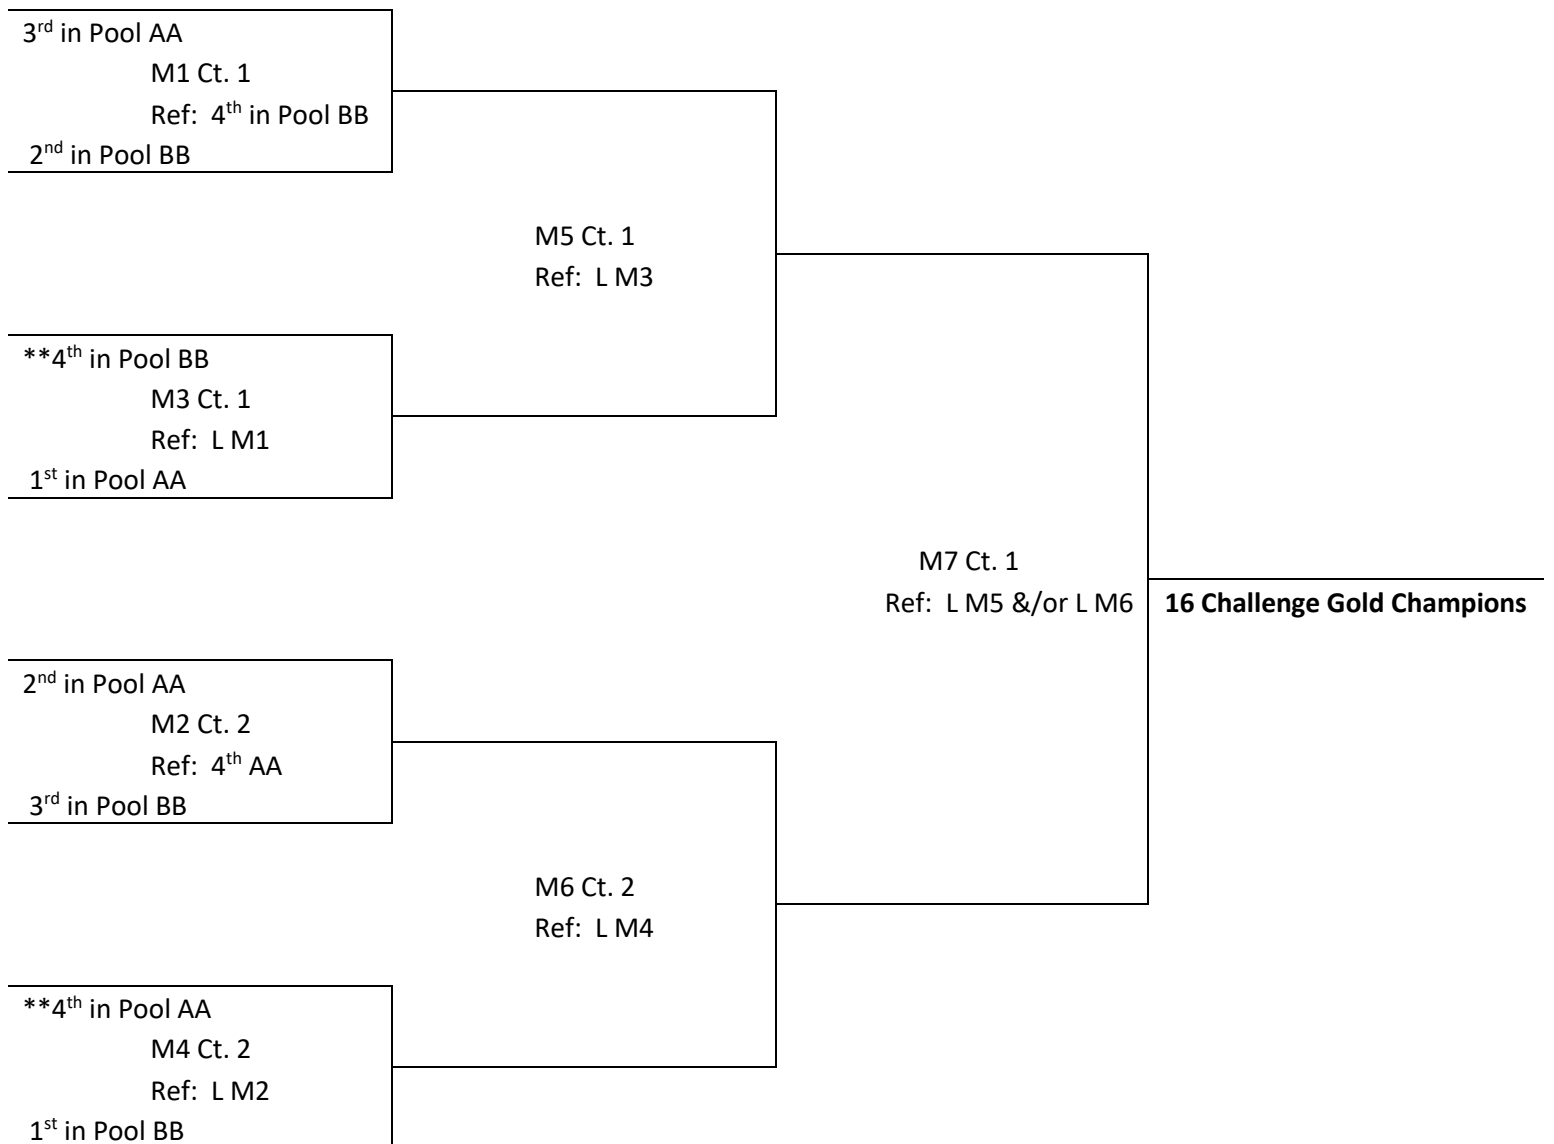 3rd in Pool AA
M1 Ct. 1
Ref: 4th in Pool BB
2nd in Pool BB
M5 Ct. 1
Ref: L M3
**4th in Pool BB
M3 Ct. 1
Ref: L M1
1st in Pool AA
M7 Ct. 1
Ref: L M5 &/or L M6
16 Challenge Gold Champions
2nd in Pool AA
M2 Ct. 2
Ref: 4th AA
3rd in Pool BB
M6 Ct. 2
Ref: L M4
**4th in Pool AA
M4 Ct. 2
Ref: L M2
1st in Pool BB